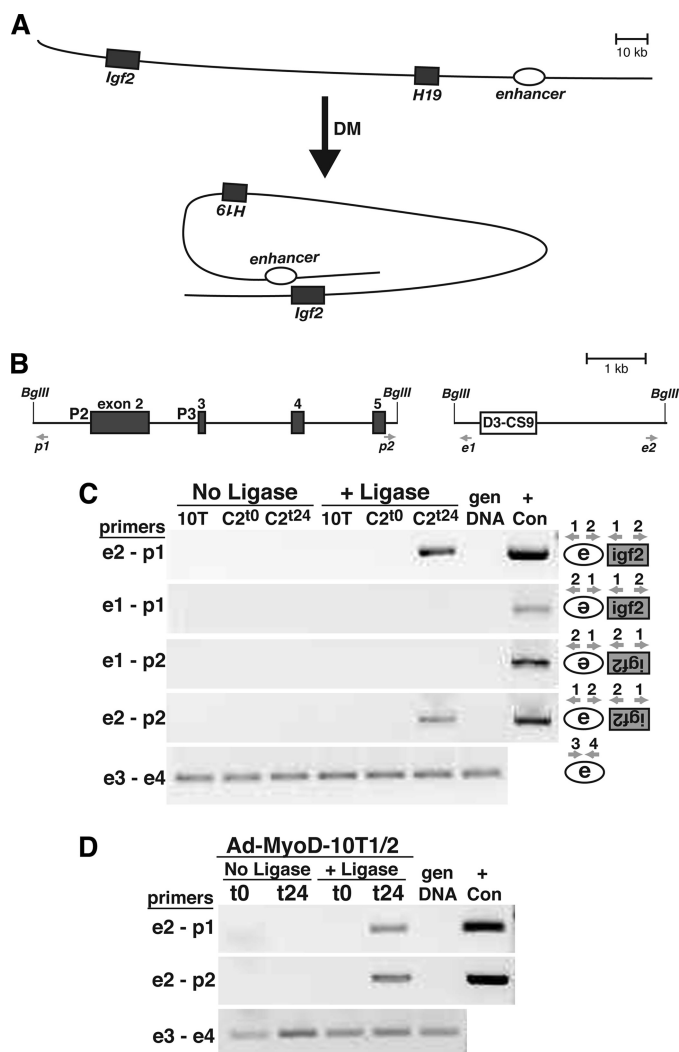 A
10 kb
Igf2
H19
enhancer
DM
H19
enhancer
Igf2
B
1 kb
BglII
P2
exon 2
P3
3
4
5
BglII
BglII
D3-CS9
BglII
p1
p2
e1
e2
C
No Ligase
+ Ligase
gen
+
primers
10T
C2t0
C2t24
10T
C2t0
C2t24
DNA
Con
e2 - p1
1 2 1 2
e igf2
e1 - p1
2 1 1 2
e igf2
e1 - p2
2 1 2 1
e igf2
e2 - p2
1 2 2 1
e igf2
e3 - e4
3 4
e
D
Ad-MyoD-10T1/2
No Ligase
+ Ligase
gen
+
primers
t0
t24
t0
t24
DNA
Con
e2 - p1
e2 - p2
e3 - e4